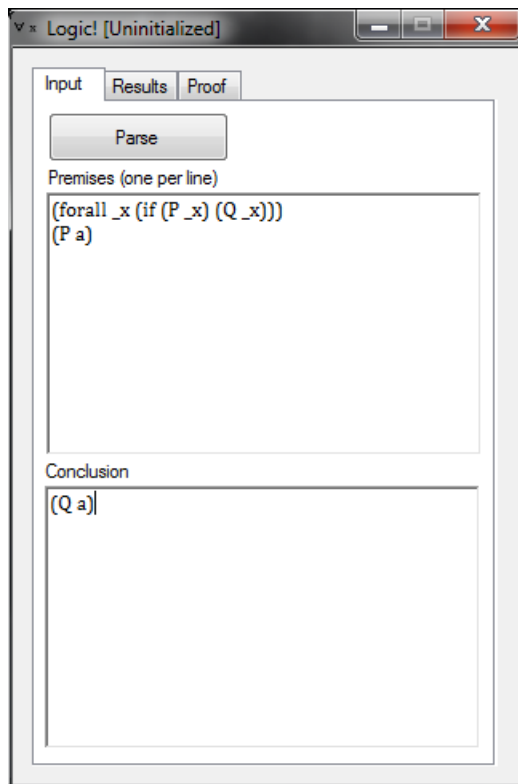 ∀ x Logic! [Uninitialized]
Input Results Proof
Parse
Premises (one per line)
(forall _x (if (P _x) (Q _x)))
(P a)
Conclusion
(Q a)